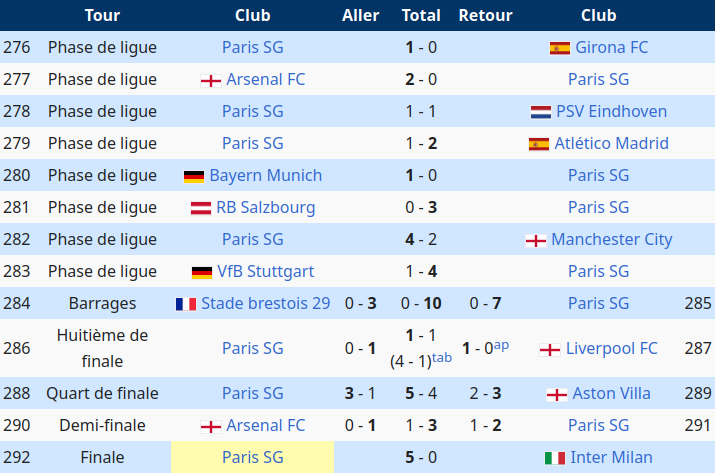 Tour Club Aller Total Retour Club
276 Phase de ligue Paris SG 1 - 0 Girona FC
277 Phase de ligue Arsenal FC 2 - 0 Paris SG
278 Phase de ligue Paris SG 1 - 1 PSV Eindhoven
279 Phase de ligue Paris SG 1 - 2 Atlético Madrid
280 Phase de ligue Bayern Munich 1 - 0 Paris SG
281 Phase de ligue RB Salzbourg 0 - 3 Paris SG
282 Phase de ligue Paris SG 4 - 2 Manchester City
283 Phase de ligue VfB Stuttgart 1 - 4 Paris SG
284 Barrages Stade brestois 29 0 - 3 0 - 10 0 - 7 Paris SG 285
286 Huitième de finale Paris SG 0 - 1 1 - 1 (4 - 1)tab 1 - 0ap Liverpool FC 287
288 Quart de finale Paris SG 3 - 1 5 - 4 2 - 3 Aston Villa 289
290 Demi-finale Arsenal FC 0 - 1 1 - 3 1 - 2 Paris SG 291
292 Finale Paris SG 5 - 0 Inter Milan